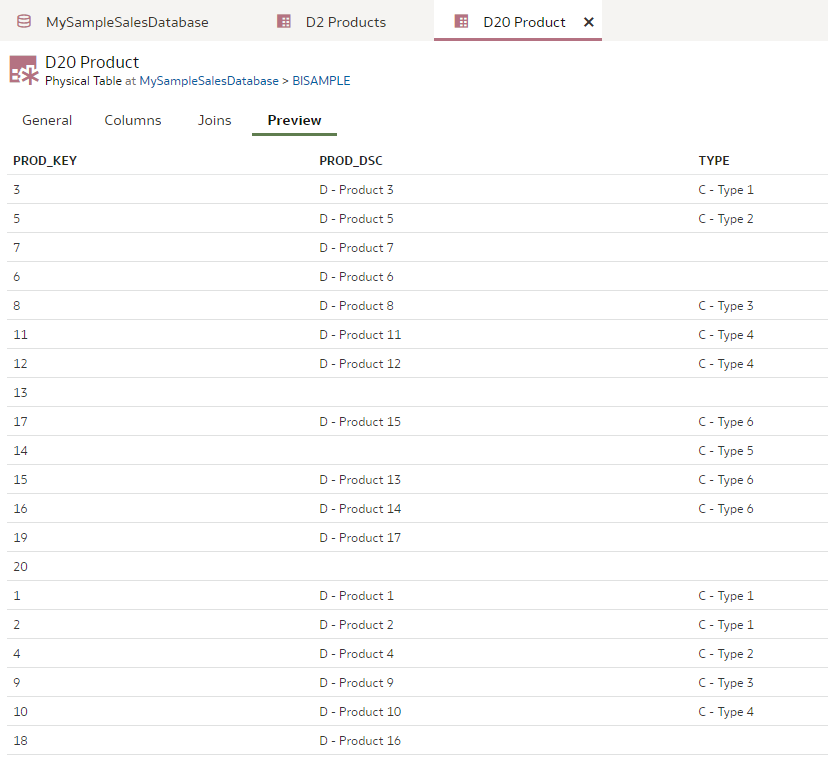 MySampleSalesDatabase D2 Products D20 Product ×
D20 Product
Physical Table at MySampleSalesDatabase > BISAMPLE
General Columns Joins Preview
PROD_KEY PROD_DSC TYPE
3 D - Product 3 C - Type 1
5 D - Product 5 C - Type 2
7 D - Product 7
6 D - Product 6
8 D - Product 8 C - Type 3
11 D - Product 11 C - Type 4
12 D - Product 12 C - Type 4
13
17 D - Product 15 C - Type 6
14 C - Type 5
15 D - Product 13 C - Type 6
16 D - Product 14 C - Type 6
19 D - Product 17
20
1 D - Product 1 C - Type 1
2 D - Product 2 C - Type 1
4 D - Product 4 C - Type 2
9 D - Product 9 C - Type 3
10 D - Product 10 C - Type 4
18 D - Product 16